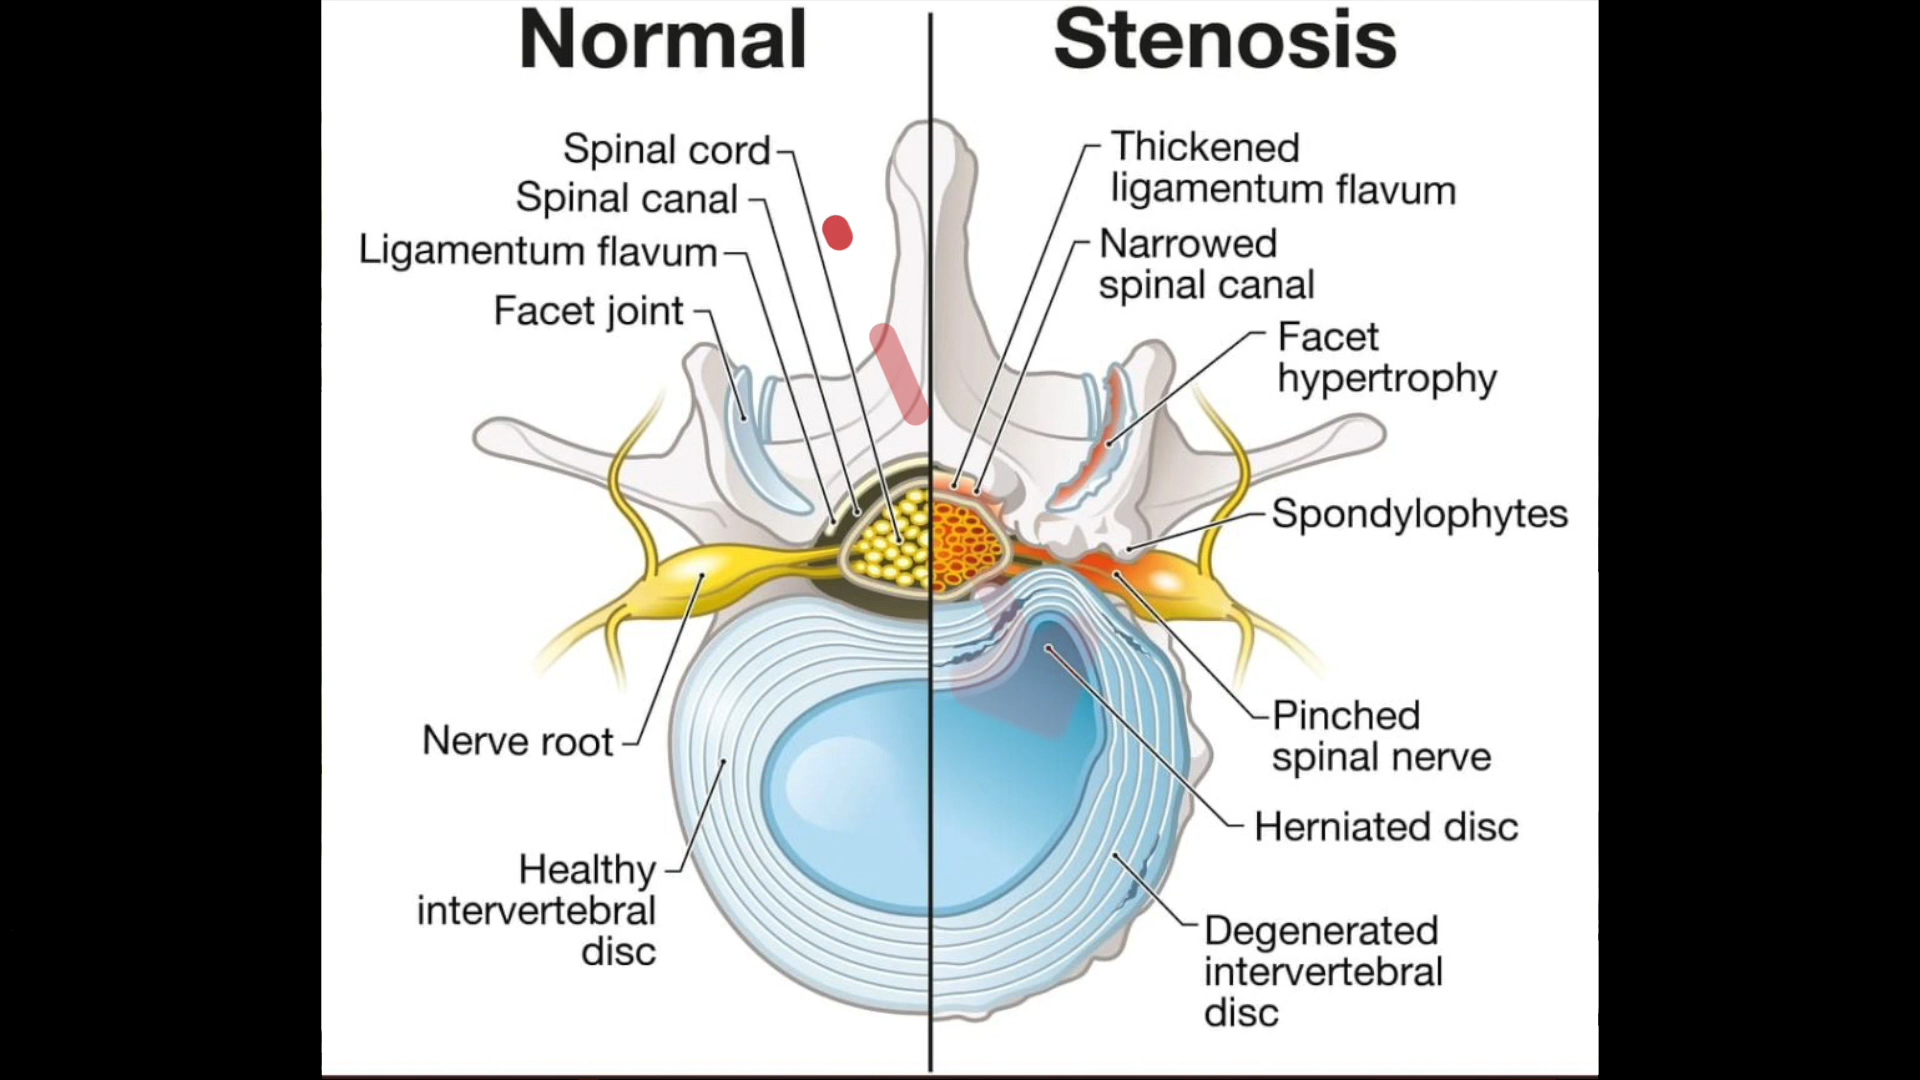 Normal
Stenosis
Spinal cord
Spinal canal
Ligamentum flavum
Facet joint
Nerve root
Healthy
intervertebral
disc
Thickened
ligamentum flavum
Narrowed
spinal canal
Facet
hypertrophy
Spondylophytes
Pinched
spinal nerve
Herniated disc
Degenerated
intervertebral
disc